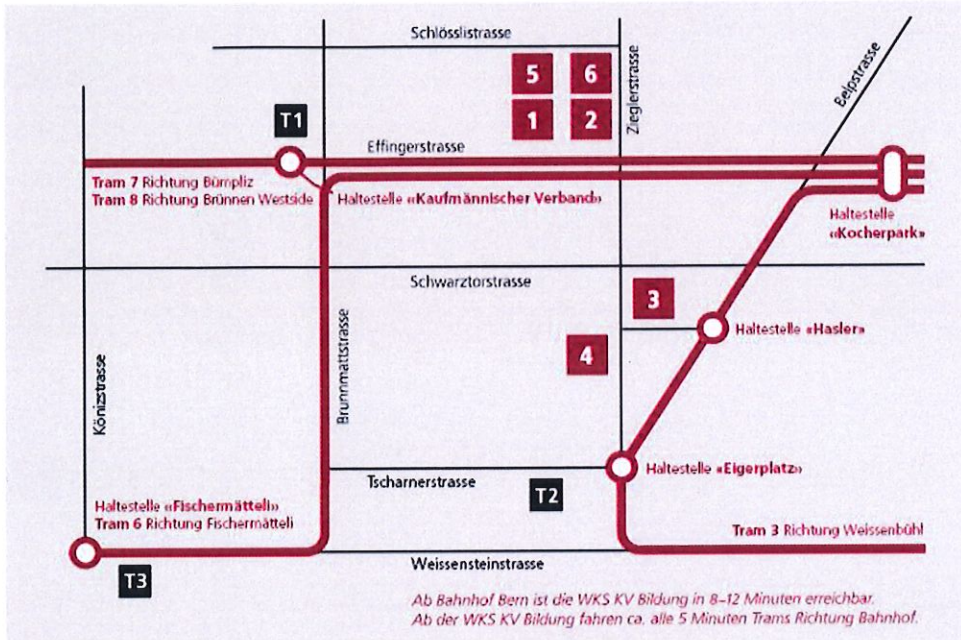 Schlösslistrasse
5 6
Zieglerstrasse
Belpstrasse
1 2
T1
Effingerstrasse
Tram 7 Richtung Bümpliz
Tram 8 Richtung Brünnen Westside
Haltestelle «Kaufmännischer Verband»
Haltestelle
«Kocherpark»
Schwarztorstrasse
3
Haltestelle «Hasler»
4
Könizstrasse
Brunnmattstrasse
Tscharnerstrasse
Haltestelle «Eigerplatz»
T2
Haltestelle «Fischermätteli»
Tram 6 Richtung Fischermätteli
Tram 3 Richtung Weissenbühl
Weissensteinstrasse
T3
Ab Bahnhof Bern ist die WKS KV Bildung in 8–12 Minuten erreichbar.
Ab der WKS KV Bildung fahren ca. alle 5 Minuten Trams Richtung Bahnhof.